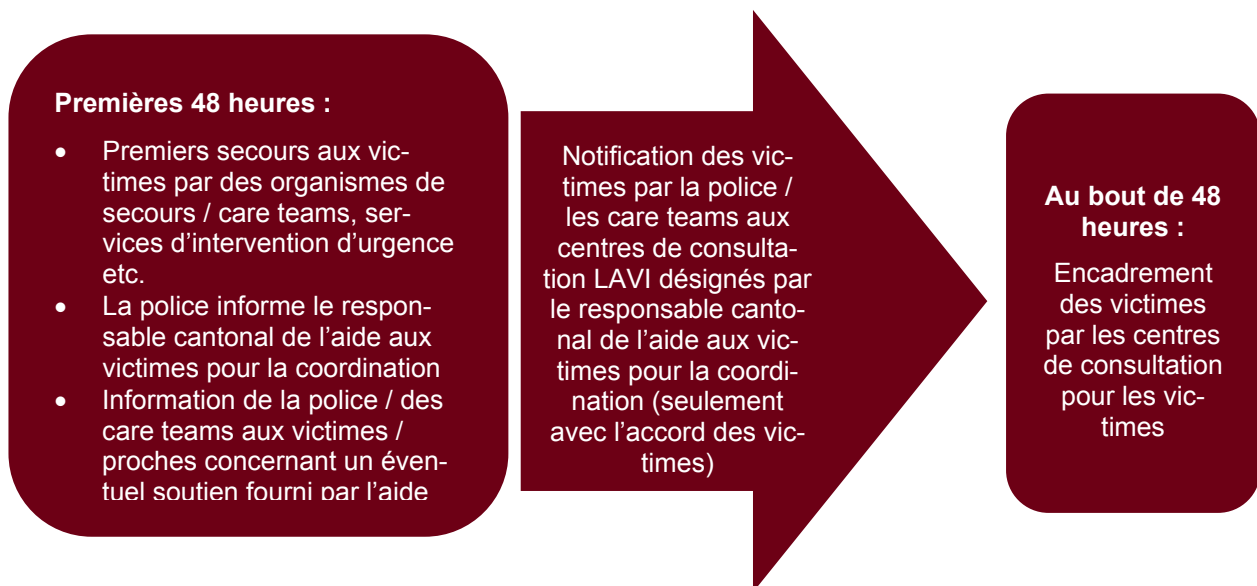 Premières 48 heures :
• Premiers secours aux vic-
times par des organismes de
secours / care teams, ser-
vices d'intervention d'urgence
etc.
• La police informe le respon-
sable cantonal de l'aide aux
victimes pour la coordination
• Information de la police / des
care teams aux victimes /
proches concernant un éven-
tuel soutien fourni par l'aide
Notification des vic-
times par la police /
les care teams aux
centres de consulta-
tion LAVI désignés par
le responsable canto-
nal de l'aide aux vic-
times pour la coordi-
nation (seulement
avec l'accord des vic-
times)
Au bout de 48
heures :
Encadrement
des victimes
par les centres
de consultation
pour les vic-
times